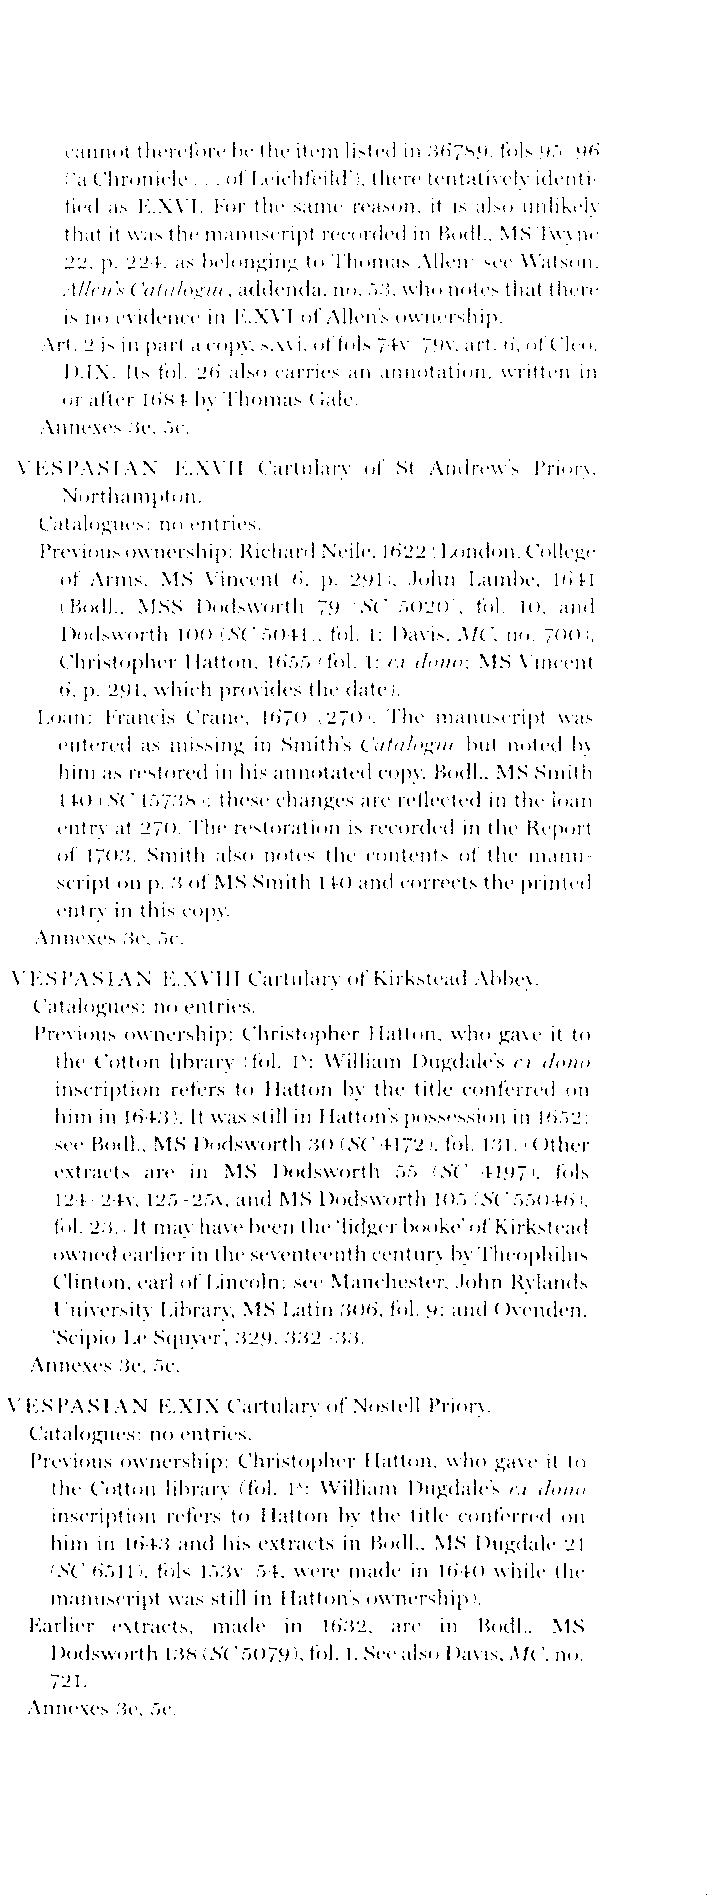 cannot therefore be the item listed in 36789, fols 95–96
('a Chronicle . . . of Leichfeild'), there tentatively identi-
fied as E.XVI. For the same reason, it is also unlikely
that it was the manuscript recorded in Bodl., MS Twyne
22, p. 224, as belonging to Thomas Allen: see Watson,
Allen's Catalogue, addenda, no. 53, who notes that there
is no evidence in E.XVI of Allen's ownership.
Art. 2 is in part a copy, s.xvi, of fols 74v–79v, art. 6, of Cleo.
D.IX. Its fol. 26 also carries an annotation, written in
or after 1684 by Thomas Gale.
Annexes 3e, 5c.
VESPASIAN E.XVII Cartulary of St Andrew's Priory,
Northampton.
Catalogues: no entries.
Previous ownership: Richard Neile, 1622 (London, College
of Arms, MS Vincent 6, p. 291), John Lambe, 1641
(Bodl., MSS Dodsworth 79 (SC 5020), fol. 10, and
Dodsworth 100 (SC 5041), fol. 1; Davis, MC, no. 700),
Christopher Hatton, 1655 (fol. 1: ex dono; MS Vincent
6, p. 291, which provides the date).
Loan: Francis Crane, 1670 (270). The manuscript was
entered as missing in Smith's Catalogue but noted by
him as restored in his annotated copy, Bodl., MS Smith
140 (SC 15738); these changes are reflected in the loan
entry at 270. The restoration is recorded in the Report
of 1703. Smith also notes the contents of the manu-
script on p. 3 of MS Smith 140 and corrects the printed
entry in this copy.
Annexes 3e, 5c.
VESPASIAN E.XVIII Cartulary of Kirkstead Abbey.
Catalogues: no entries.
Previous ownership: Christopher Hatton, who gave it to
the Cotton library (fol. 1*: William Dugdale's ex dono
inscription refers to Hatton by the title conferred on
him in 1643). It was still in Hatton's possession in 1652:
see Bodl., MS Dodsworth 30 (SC 4172), fol. 131. (Other
extracts are in MS Dodsworth 55 (SC 4197), fols
124–24v, 125–25v, and MS Dodsworth 105 (SC 55046),
fol. 23.) It may have been the 'lidger booke' of Kirkstead
owned earlier in the seventeenth century by Theophilus
Clinton, earl of Lincoln: see Manchester, John Rylands
University Library, MS Latin 306, fol. 9; and Ovenden,
'Scipio Le Squyer', 329, 332–33.
Annexes 3e, 5c.
VESPASIAN E.XIX Cartulary of Nostell Priory.
Catalogues: no entries.
Previous ownership: Christopher Hatton, who gave it to
the Cotton library (fol. 1*: William Dugdale's ex dono
inscription refers to Hatton by the title conferred on
him in 1643 and his extracts in Bodl., MS Dugdale 21
(SC 6511), fols 153v–54, were made in 1640 while the
manuscript was still in Hatton's ownership).
Earlier extracts, made in 1632, are in Bodl., MS
Dodsworth 138 (SC 5079), fol. 1. See also Davis, MC, no.
721.
Annexes 3e, 5c.